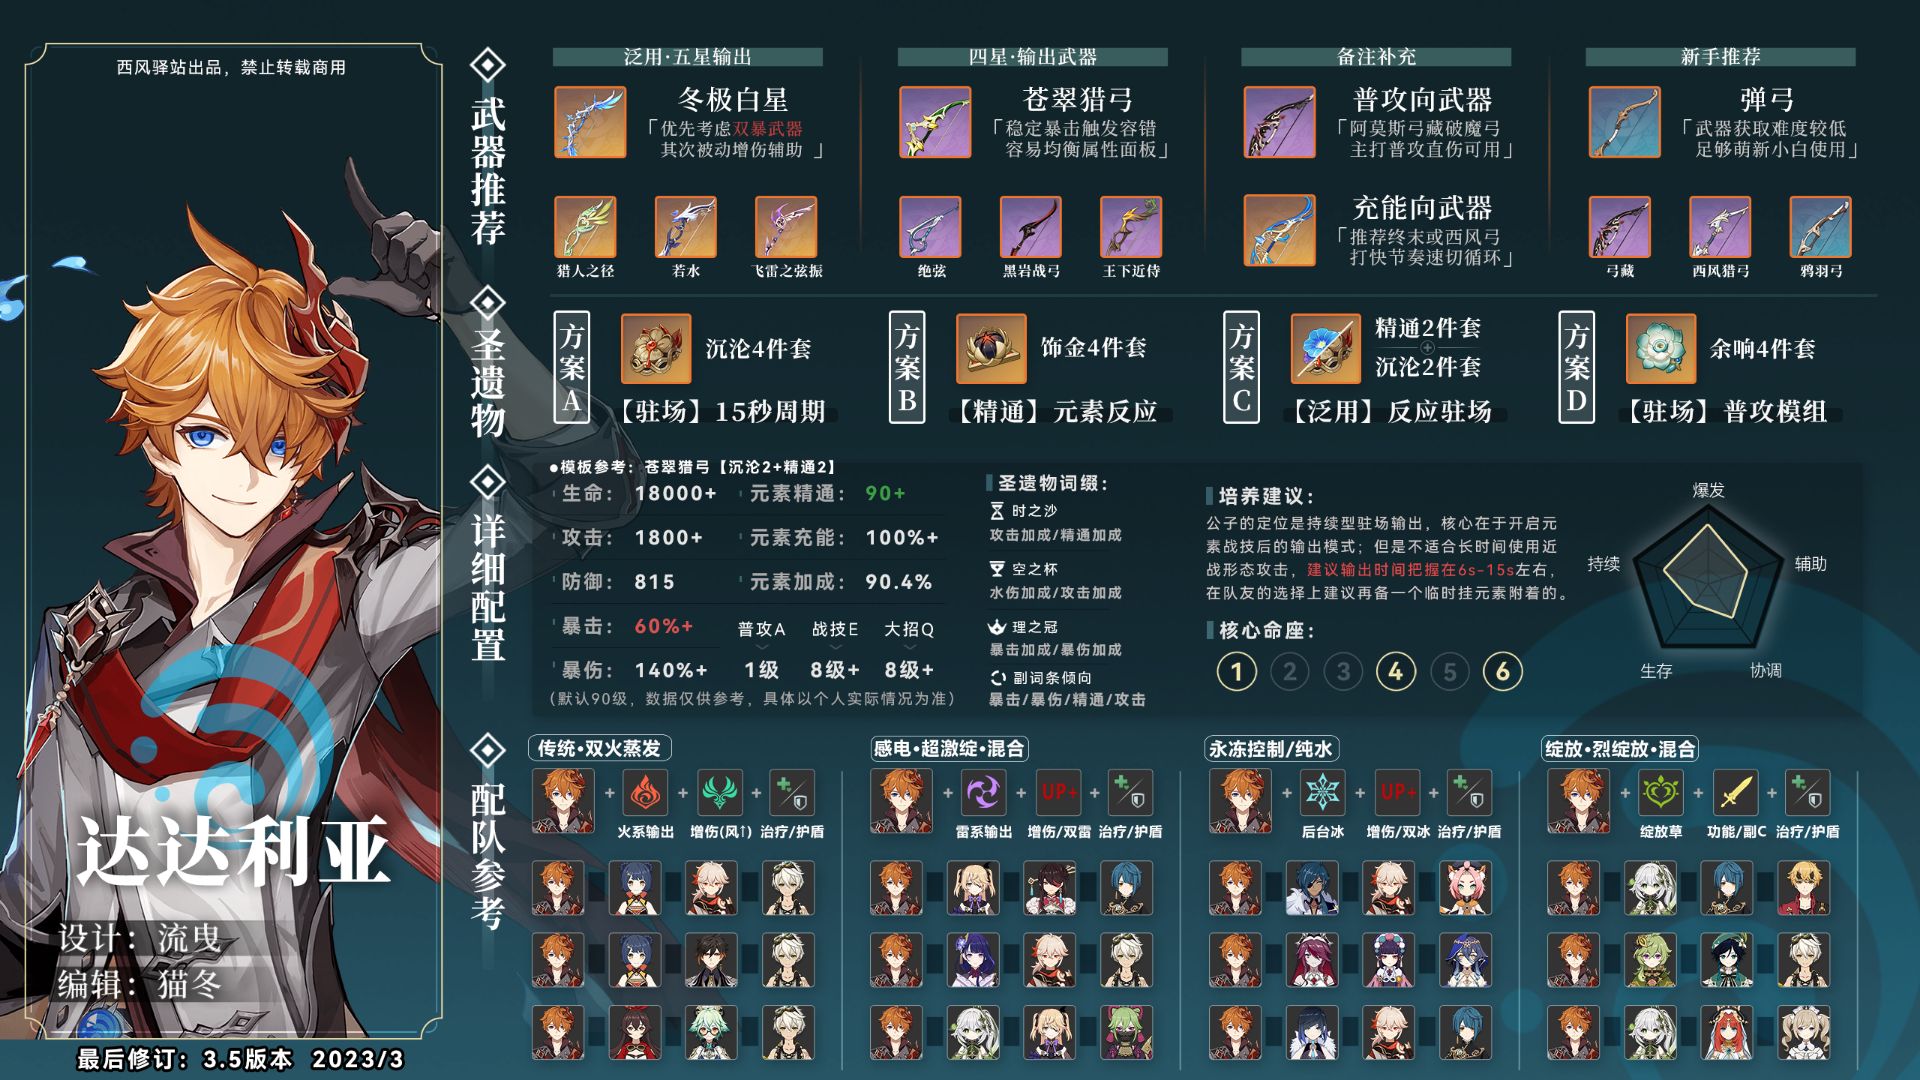 西风驿站出品，禁止转载商用
达达利亚
设计：流曳
编辑：猫冬
最后修订：3.5版本 2023/3
武器推荐
泛用·五星输出
冬极白星
「优先考虑双暴武器
其次被动增伤辅助」
猎人之径 若水 飞雷之弦振
四星·输出武器
苍翠猎弓
「稳定暴击触发容错
容易均衡属性面板」
绝弦 黑岩战弓 王下近侍
备注补充
普攻向武器
「阿莫斯弓藏破魔弓
主打普攻直伤可用」
充能向武器
「推荐终末或西风弓
打快节奏速切循环」
新手推荐
弹弓
「武器获取难度较低
足够萌新小白使用」
弓藏 西风猎弓 鸦羽弓
圣遗物
方案A
沉沦4件套
【驻场】15秒周期
方案B
饰金4件套
【精通】元素反应
方案C
精通2件套
沉沦2件套
【泛用】反应驻场
方案D
余响4件套
【驻场】普攻模组
详细配置
●模板参考：苍翠猎弓【沉沦2+精通2】
生命：18000+ 元素精通：90+
攻击：1800+ 元素充能：100%+
防御：815 元素加成：90.4%
暴击：60%+ 普攻A 战技E 大招Q
暴伤：140%+ 1级 8级+ 8级+
(默认90级，数据仅供参考，具体以个人实际情况为准)
圣遗物词缀：
时之沙
攻击加成/精通加成
空之杯
水伤加成/攻击加成
理之冠
暴击加成/暴伤加成
副词条倾向
暴击/暴伤/精通/攻击
培养建议：
公子的定位是持续型驻场输出，核心在于开启元
素战技后的输出模式；但是不适合长时间使用近
战形态攻击，建议输出时间把握在6s-15s左右，
在队友的选择上建议再备一个临时挂元素附着的。
核心命座：
1 2 3 4 5 6
爆发
辅助
协调
生存
持续
配队参考
传统·双火蒸发
+ + +
火系输出 增伤(风↑) 治疗/护盾
感电·超激绽·混合
+ + UP+ +
雷系输出 增伤/双雷 治疗/护盾
永冻控制/纯水
+ + UP+ +
后台冰 增伤/双冰 治疗/护盾
绽放·烈绽放·混合
+ + +
绽放草 功能/副C 治疗/护盾